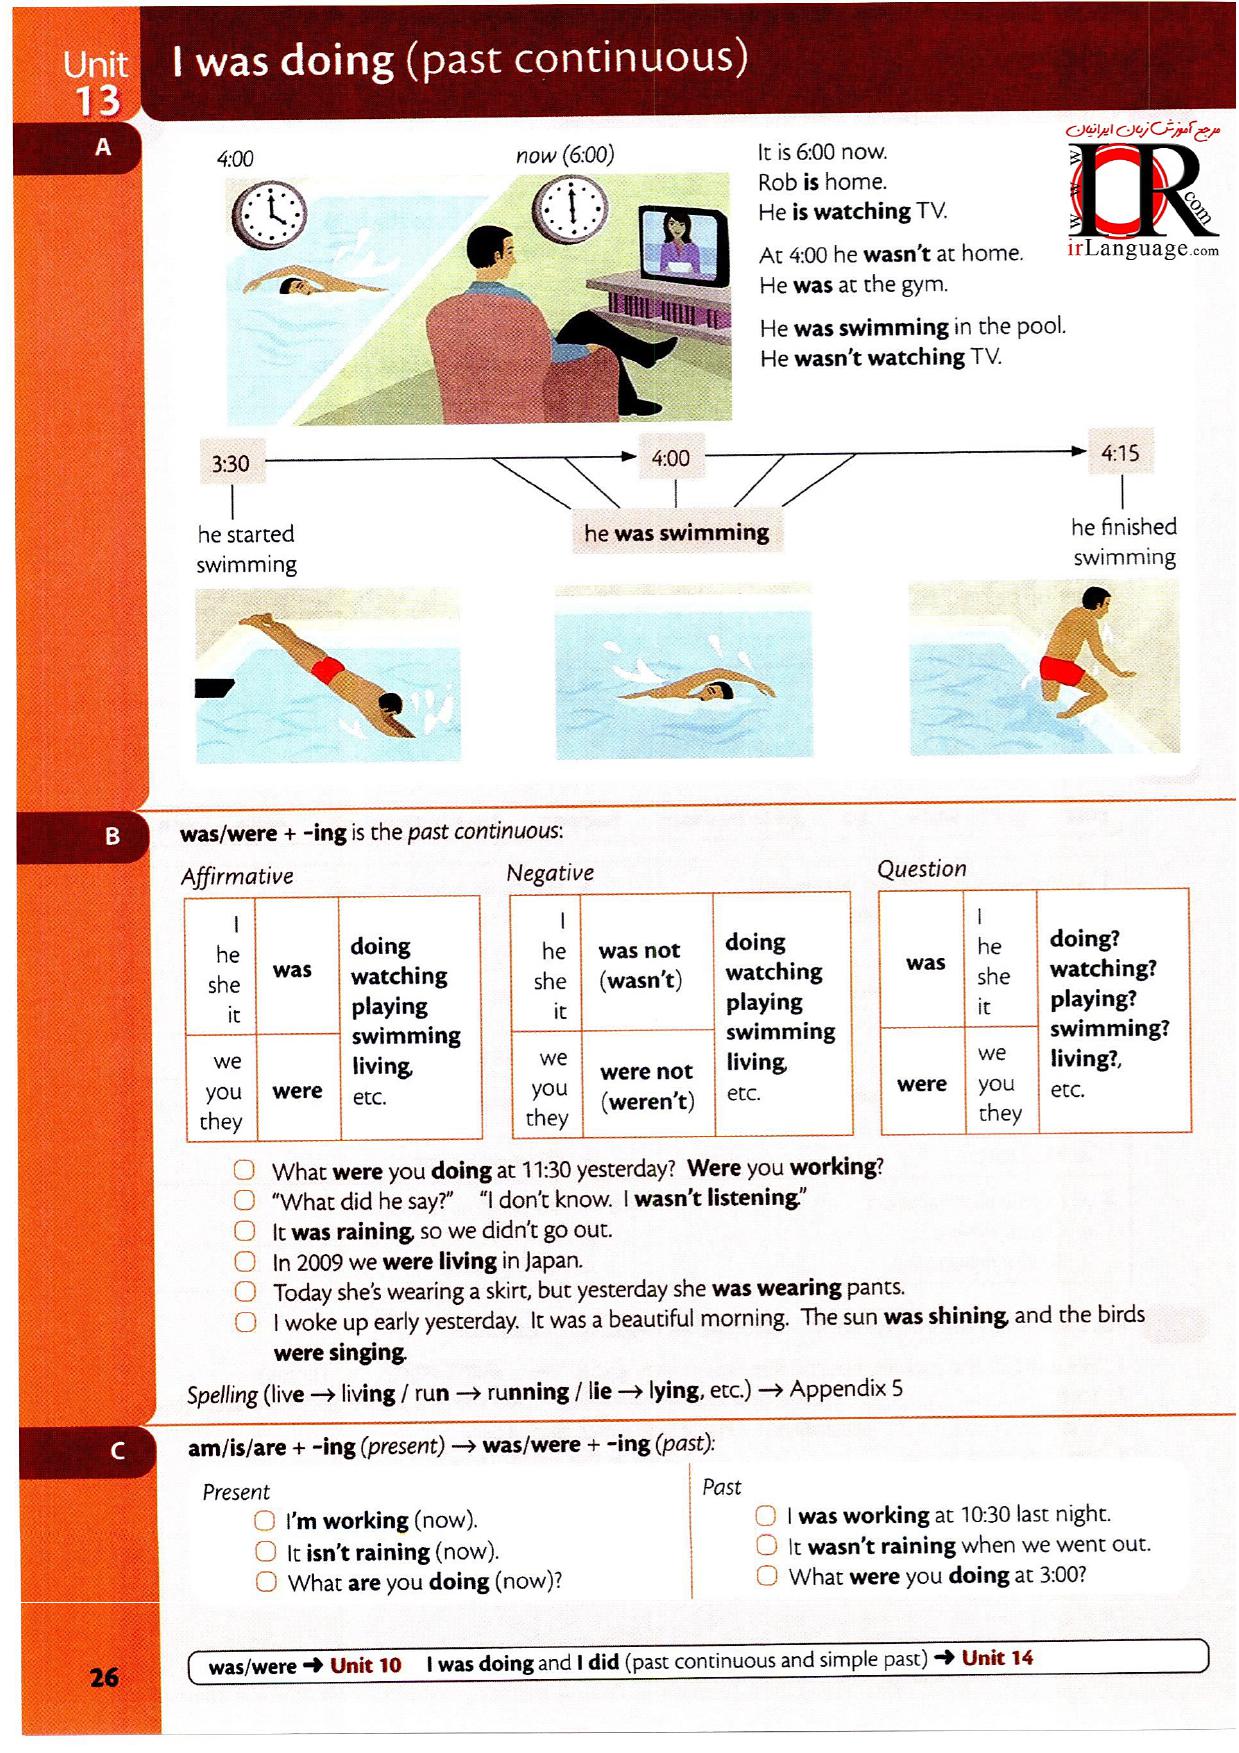 Unit
13
I was doing (past continuous)
A
4:00
now (6:00)
It is 6:00 now.
Rob is home.
He is watching TV.
At 4:00 he wasn't at home.
He was at the gym.
He was swimming in the pool.
He wasn't watching TV.
مرجع آموزش زبان ایرانیان
www
IR
.com
irLanguage.com
3:30
4:00
4:15
he started
swimming
he was swimming
he finished
swimming
B
was/were + -ing is the past continuous:
Affirmative
I
he
she
it
was
we
you
they
were
doing
watching
playing
swimming
living,
etc.
Negative
I
he
she
it
was not
(wasn't)
we
you
they
were not
(weren't)
doing
watching
playing
swimming
living,
etc.
Question
was
I
he
she
it
were
we
you
they
doing?
watching?
playing?
swimming?
living?,
etc.
What were you doing at 11:30 yesterday? Were you working?
"What did he say?" "I don't know. I wasn't listening."
It was raining, so we didn't go out.
In 2009 we were living in Japan.
Today she's wearing a skirt, but yesterday she was wearing pants.
I woke up early yesterday. It was a beautiful morning. The sun was shining, and the birds
were singing.
Spelling (live → living / run → running / lie → lying, etc.) → Appendix 5
C
am/is/are + -ing (present) → was/were + -ing (past):
Present
I'm working (now).
It isn't raining (now).
What are you doing (now)?
Past
I was working at 10:30 last night.
It wasn't raining when we went out.
What were you doing at 3:00?
26
was/were → Unit 10 I was doing and I did (past continuous and simple past) → Unit 14